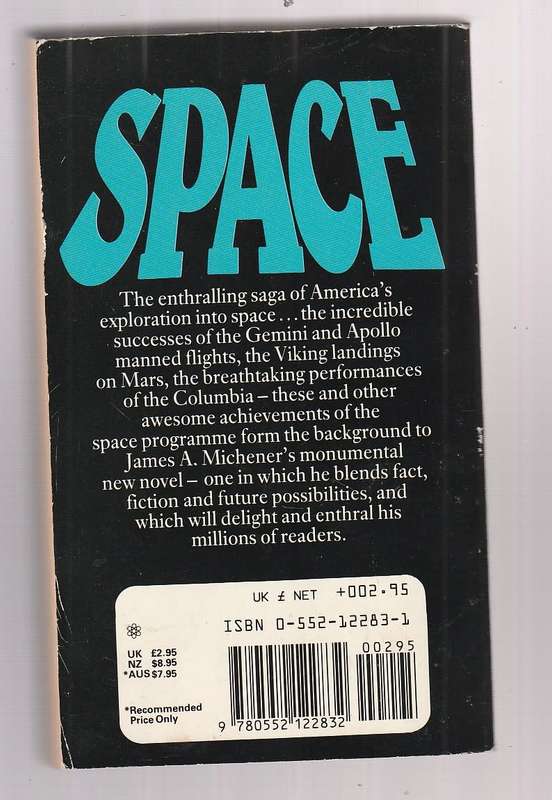 SPACE
The enthralling saga of America's
exploration into space...the incredible
successes of the Gemini and Apollo
manned flights, the Viking landings
on Mars, the breathtaking performances
of the Columbia – these and other
awesome achievements of the
space programme form the background to
James A. Michener's monumental
new novel – one in which he blends fact,
fiction and future possibilities, and
which will delight and enthral his
millions of readers.
UK £ NET +002.95
ISBN 0-552-12283-1
00295
UK £2.95
NZ $8.95
*AUS $7.95
*Recommended
Price Only
9 780552 122832